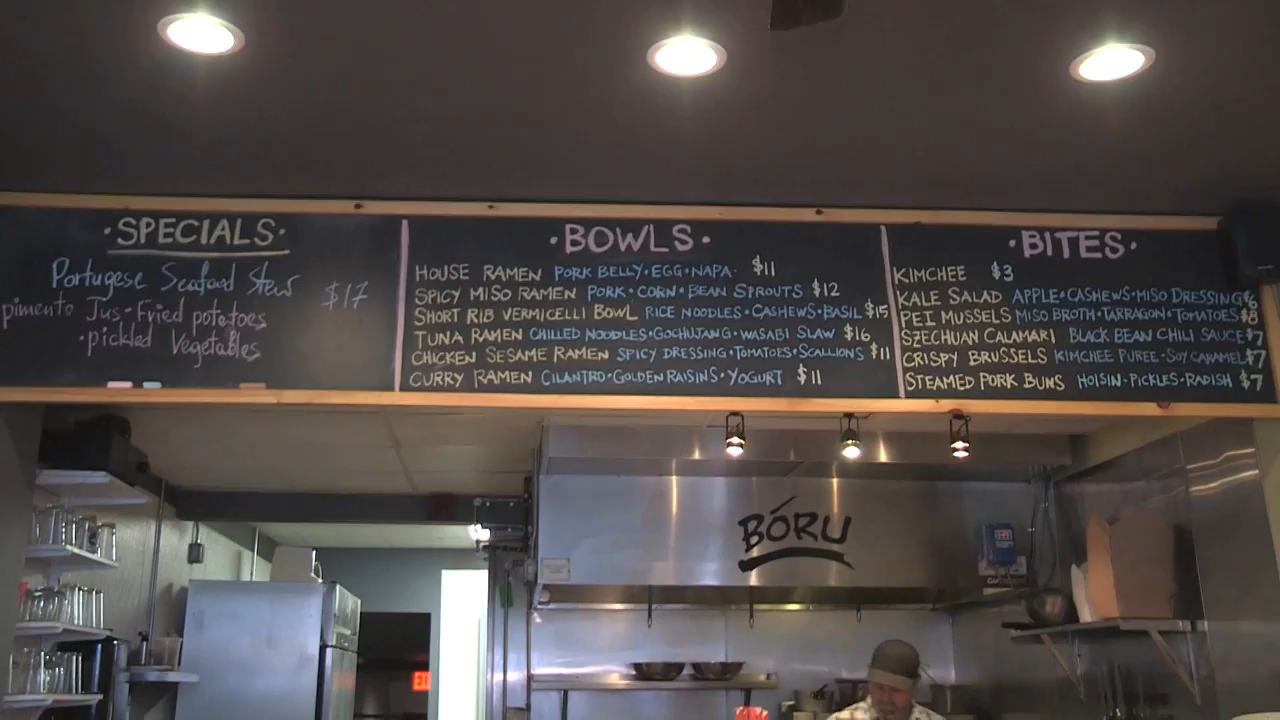 ·SPECIALS·
Portugese Seafood Stew
$17
pimento Jus·Fried potatoes
·pickled Vegetables
·BOWLS·
HOUSE RAMEN PORK BELLY·EGG·NAPA· $11
SPICY MISO RAMEN PORK·CORN·BEAN SPROUTS $12
SHORT RIB VERMICELLI BOWL RICE NOODLES·CASHEWS·BASIL $15
TUNA RAMEN CHILLED NOODLES·GOCHUJANG·WASABI SLAW $16
CHICKEN SESAME RAMEN SPICY DRESSING·TOMATOES·SCALLIONS $11
CURRY RAMEN CILANTRO·GOLDEN RAISINS·YOGURT $11
·BITES·
KIMCHEE $3
KALE SALAD APPLE·CASHEWS·MISO DRESSING $6
PEI MUSSELS MISO BROTH·TARRAGON·TOMATOES $8
SZECHUAN CALAMARI BLACK BEAN CHILI SAUCE $7
CRISPY BRUSSELS KIMCHEE PUREE·SOY CARAMEL $7
STEAMED PORK BUNS HOISIN·PICKLES·RADISH $7
BÓRU
EXI